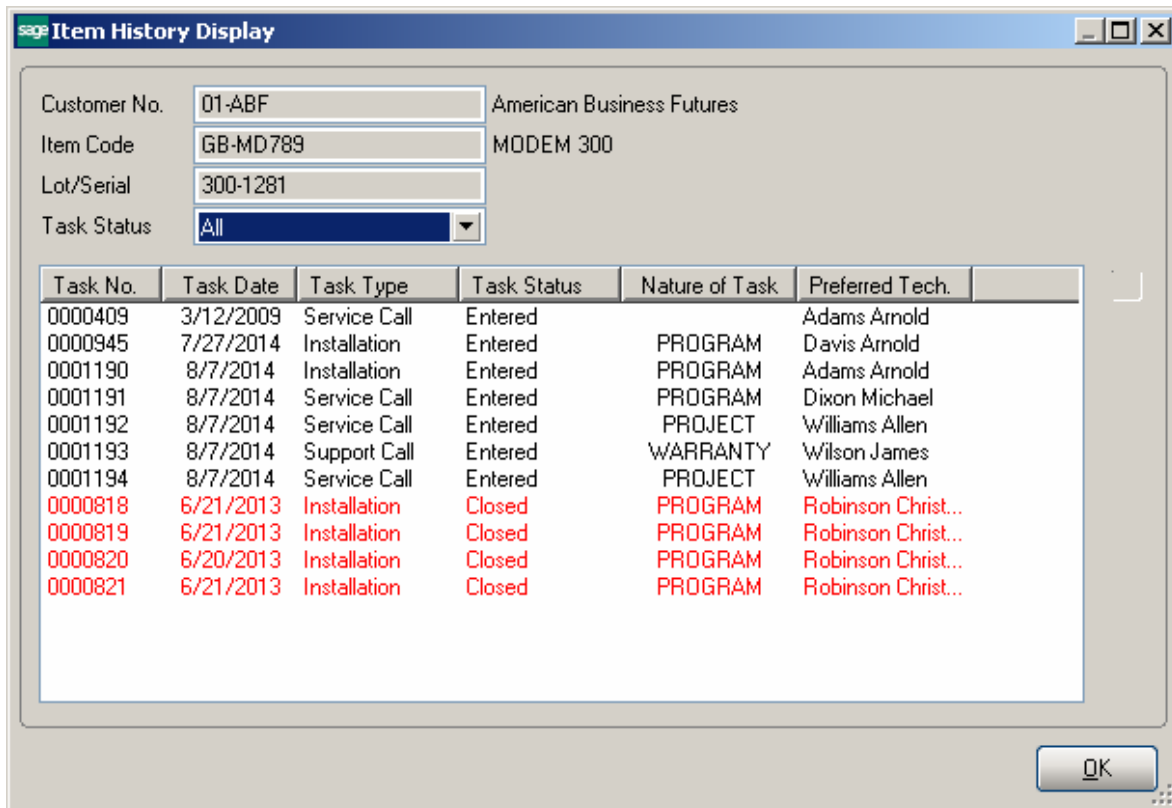 sage Item History Display
Customer No. 01-ABF American Business Futures
Item Code GB-MD789 MODEM 300
Lot/Serial 300-1281
Task Status All
Task No. Task Date Task Type Task Status Nature of Task Preferred Tech.
0000409 3/12/2009 Service Call Entered Adams Arnold
0000945 7/27/2014 Installation Entered PROGRAM Davis Arnold
0001190 8/7/2014 Installation Entered PROGRAM Adams Arnold
0001191 8/7/2014 Service Call Entered PROGRAM Dixon Michael
0001192 8/7/2014 Service Call Entered PROJECT Williams Allen
0001193 8/7/2014 Support Call Entered WARRANTY Wilson James
0001194 8/7/2014 Service Call Entered PROJECT Williams Allen
0000818 6/21/2013 Installation Closed PROGRAM Robinson Christ...
0000819 6/21/2013 Installation Closed PROGRAM Robinson Christ...
0000820 6/20/2013 Installation Closed PROGRAM Robinson Christ...
0000821 6/21/2013 Installation Closed PROGRAM Robinson Christ...
OK